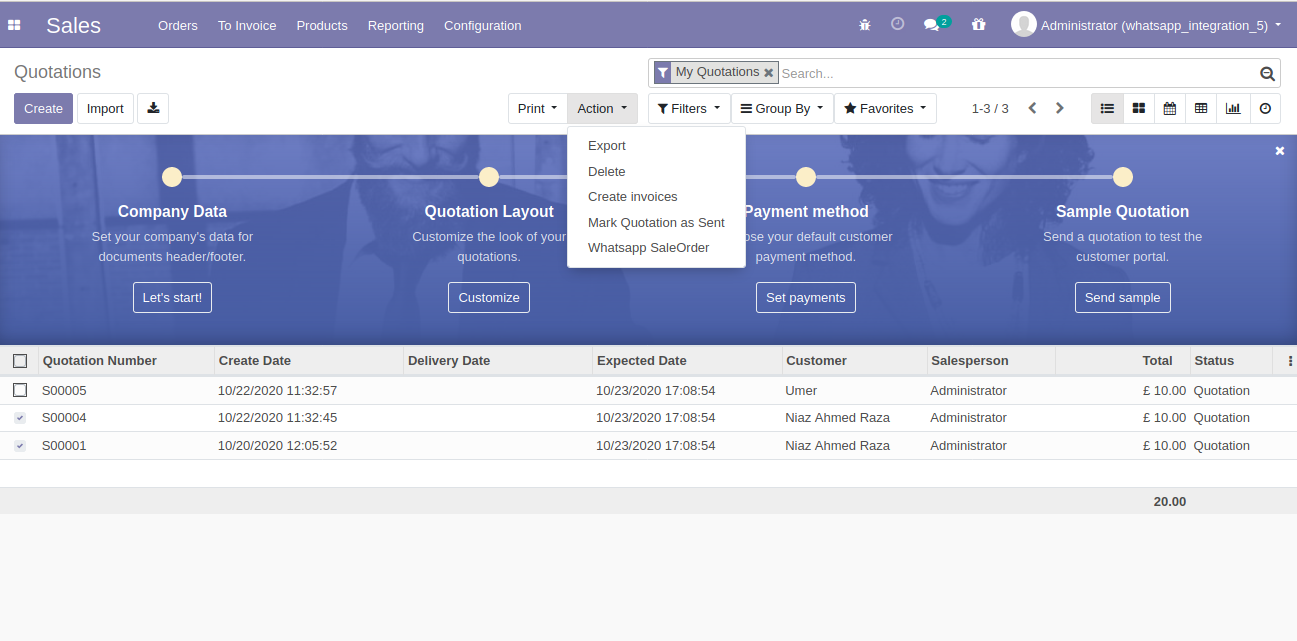 Sales Orders To Invoice Products Reporting Configuration 2 Administrator (whatsapp_integration_5)
Quotations My Quotations Search...
Create Import Print Action Filters Group By Favorites 1-3 / 3
Export
Delete
Create invoices
Mark Quotation as Sent
Whatsapp SaleOrder
Company Data
Set your company's data for
documents header/footer.
Let's start!
Quotation Layout
Customize the look of your
quotations.
Customize
Payment method
ose your default customer
payment method.
Set payments
Sample Quotation
Send a quotation to test the
customer portal.
Send sample
Quotation Number Create Date Delivery Date Expected Date Customer Salesperson Total Status
S00005 10/22/2020 11:32:57 10/23/2020 17:08:54 Umer Administrator £ 10.00 Quotation
S00004 10/22/2020 11:32:45 10/23/2020 17:08:54 Niaz Ahmed Raza Administrator £ 10.00 Quotation
S00001 10/20/2020 12:05:52 10/23/2020 17:08:54 Niaz Ahmed Raza Administrator £ 10.00 Quotation
20.00